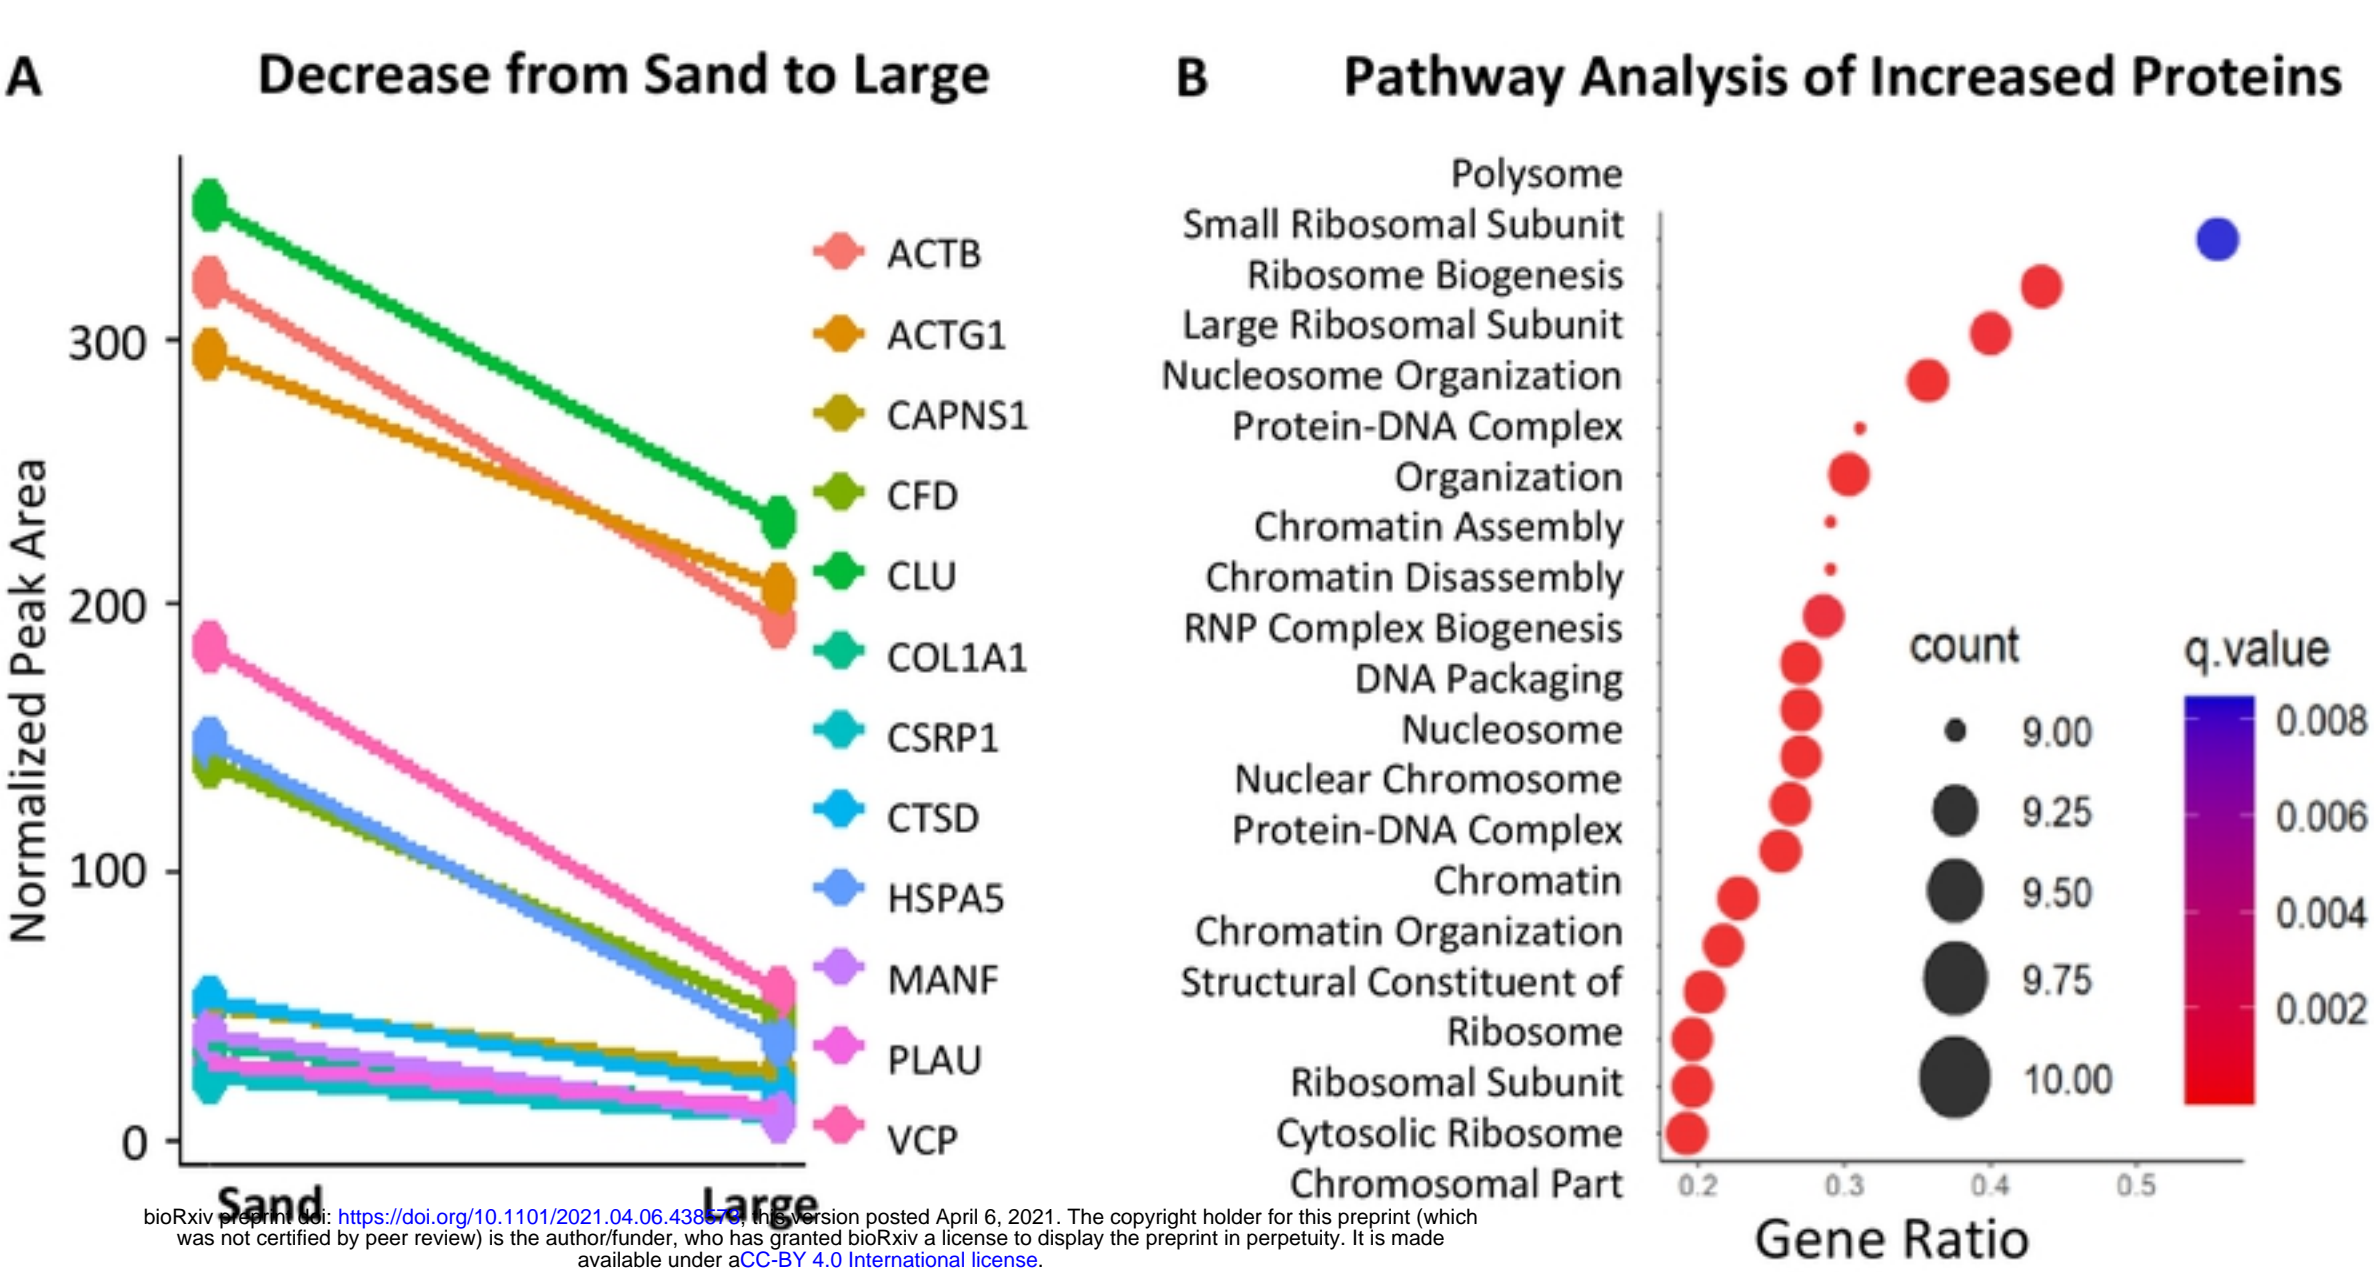 A
Decrease from Sand to Large
Normalized Peak Area
300
200
100
0
Sand
Large
ACTB
ACTG1
CAPNS1
CFD
CLU
COL1A1
CSRP1
CTSD
HSPA5
MANF
PLAU
VCP
B
Pathway Analysis of Increased Proteins
Polysome
Small Ribosomal Subunit
Ribosome Biogenesis
Large Ribosomal Subunit
Nucleosome Organization
Protein-DNA Complex
Organization
Chromatin Assembly
Chromatin Disassembly
RNP Complex Biogenesis
DNA Packaging
Nucleosome
Nuclear Chromosome
Protein-DNA Complex
Chromatin
Chromatin Organization
Structural Constituent of
Ribosome
Ribosomal Subunit
Cytosolic Ribosome
Chromosomal Part
count
9.00
9.25
9.50
9.75
10.00
q.value
0.008
0.006
0.004
0.002
0.2 0.3 0.4 0.5
Gene Ratio
bioRxiv preprint doi: https://doi.org/10.1101/2021.04.06.438573; this version posted April 6, 2021. The copyright holder for this preprint (which
was not certified by peer review) is the author/funder, who has granted bioRxiv a license to display the preprint in perpetuity. It is made
available under aCC-BY 4.0 International license.